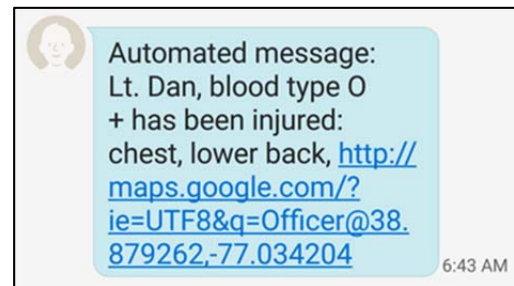 Automated message:
Lt. Dan, blood type O
+ has been injured:
chest, lower back, http://
maps.google.com/?
ie=UTF8&q=Officer@38.
879262,-77.034204
6:43 AM